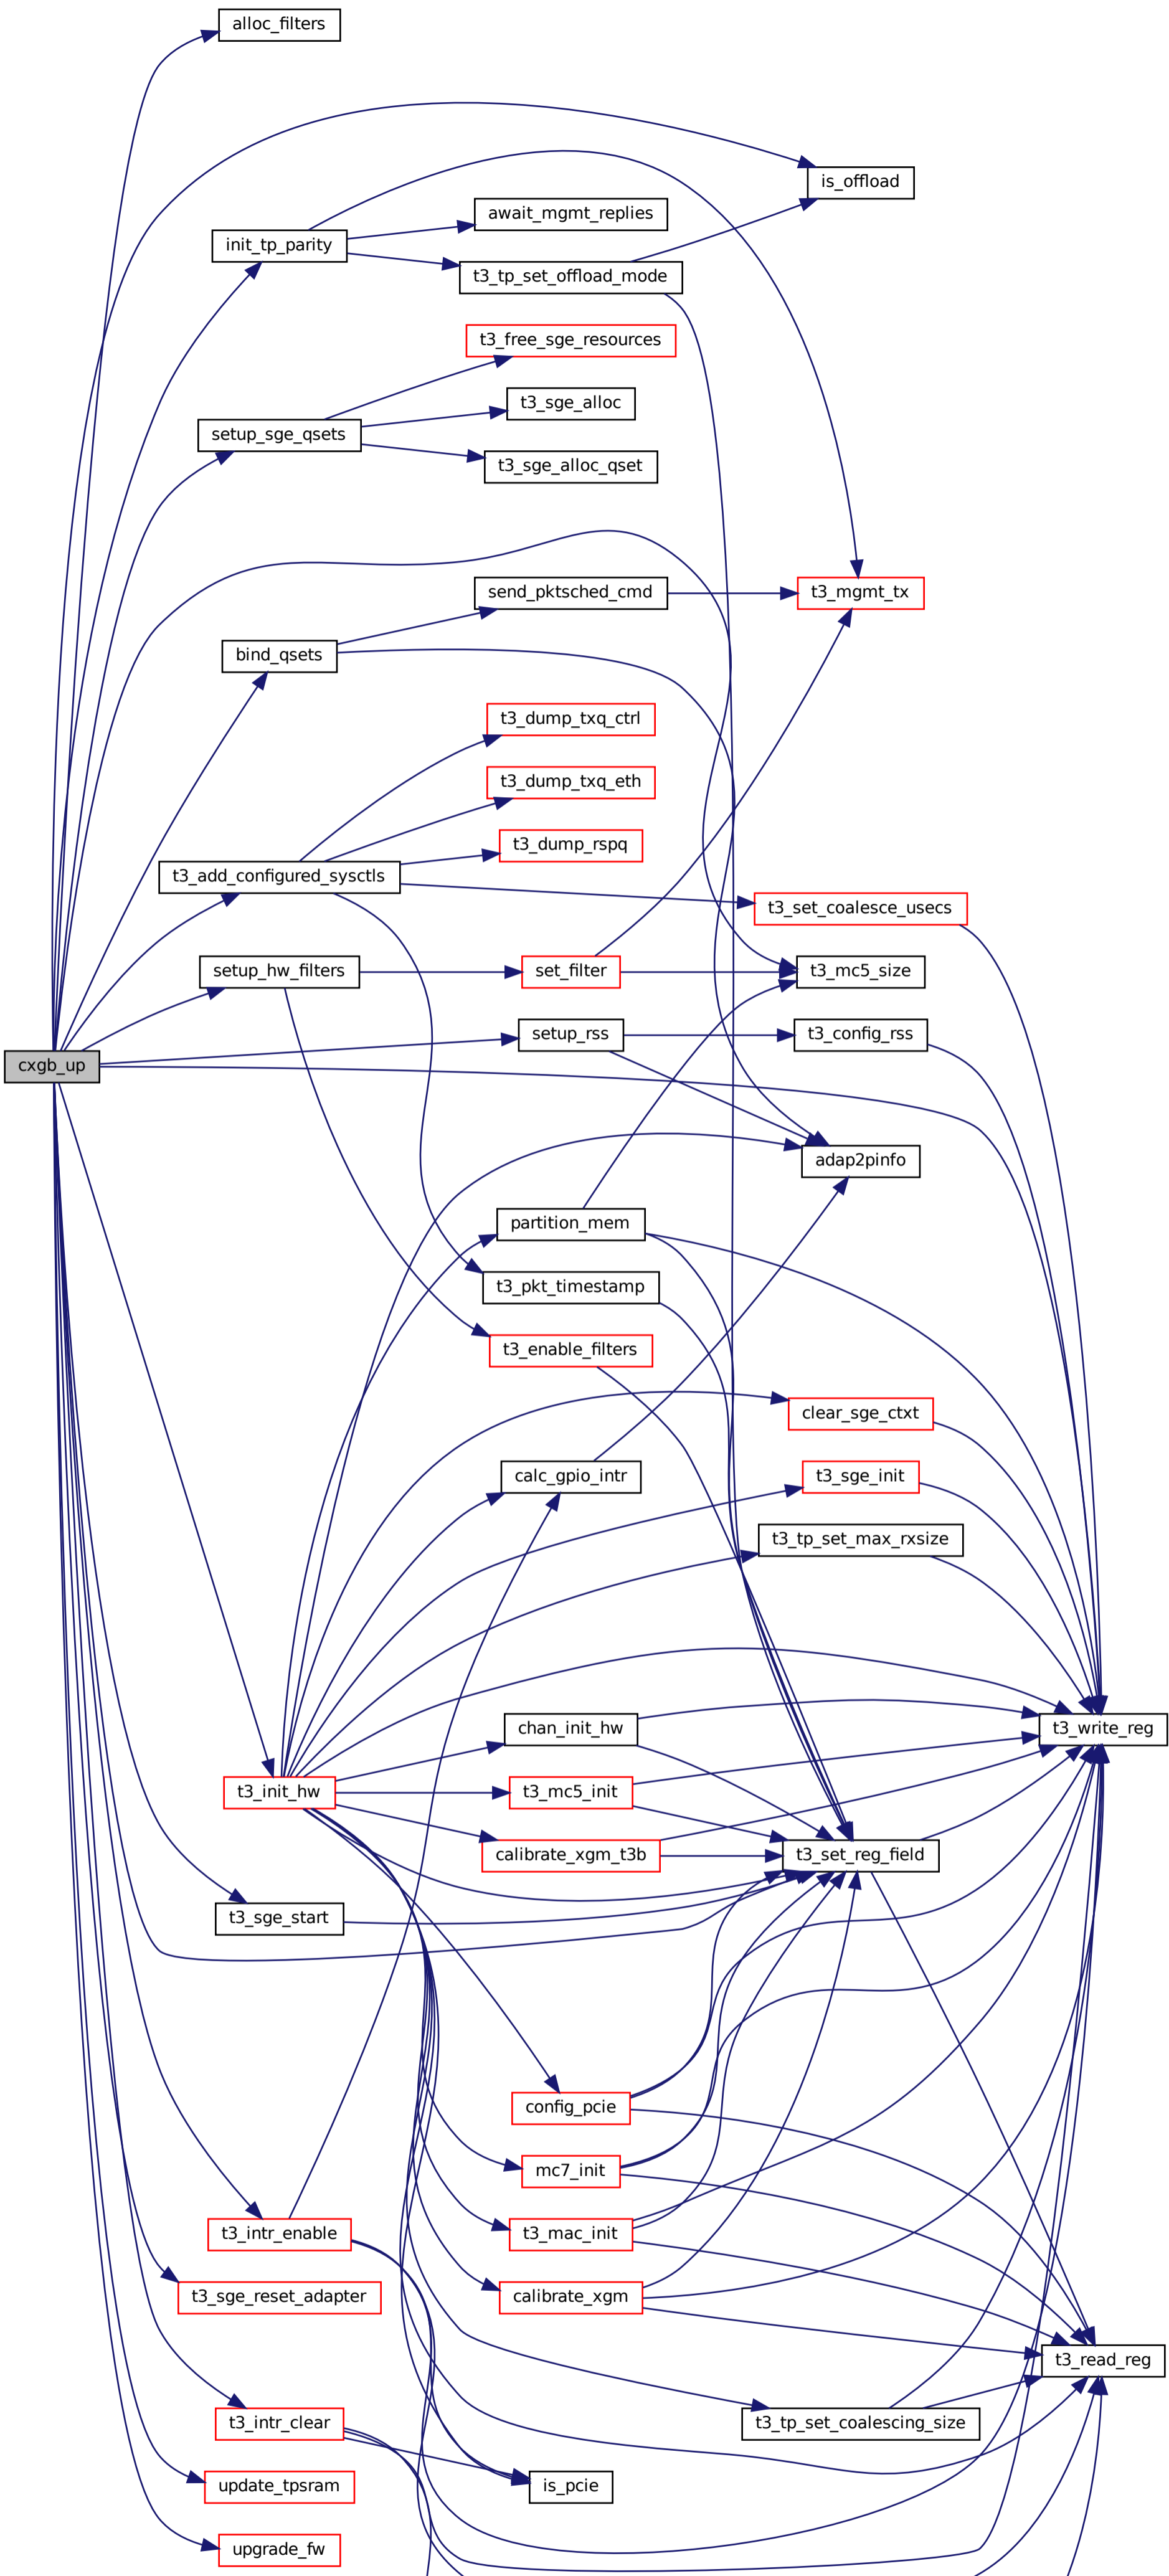 alloc_filters
is_offload
await_mgmt_replies
init_tp_parity
t3_tp_set_offload_mode
t3_free_sge_resources
t3_sge_alloc
setup_sge_qsets
t3_sge_alloc_qset
send_pktsched_cmd
t3_mgmt_tx
bind_qsets
t3_dump_txq_ctrl
t3_dump_txq_eth
t3_dump_rspq
t3_add_configured_sysctls
t3_set_coalesce_usecs
setup_hw_filters
set_filter
t3_mc5_size
setup_rss
t3_config_rss
cxgb_up
adap2pinfo
partition_mem
t3_pkt_timestamp
t3_enable_filters
clear_sge_ctxt
calc_gpio_intr
t3_sge_init
t3_tp_set_max_rxsize
chan_init_hw
t3_write_reg
t3_init_hw
t3_mc5_init
calibrate_xgm_t3b
t3_set_reg_field
t3_sge_start
config_pcie
mc7_init
t3_intr_enable
t3_mac_init
t3_sge_reset_adapter
calibrate_xgm
t3_read_reg
t3_intr_clear
t3_tp_set_coalescing_size
update_tpsram
is_pcie
upgrade_fw